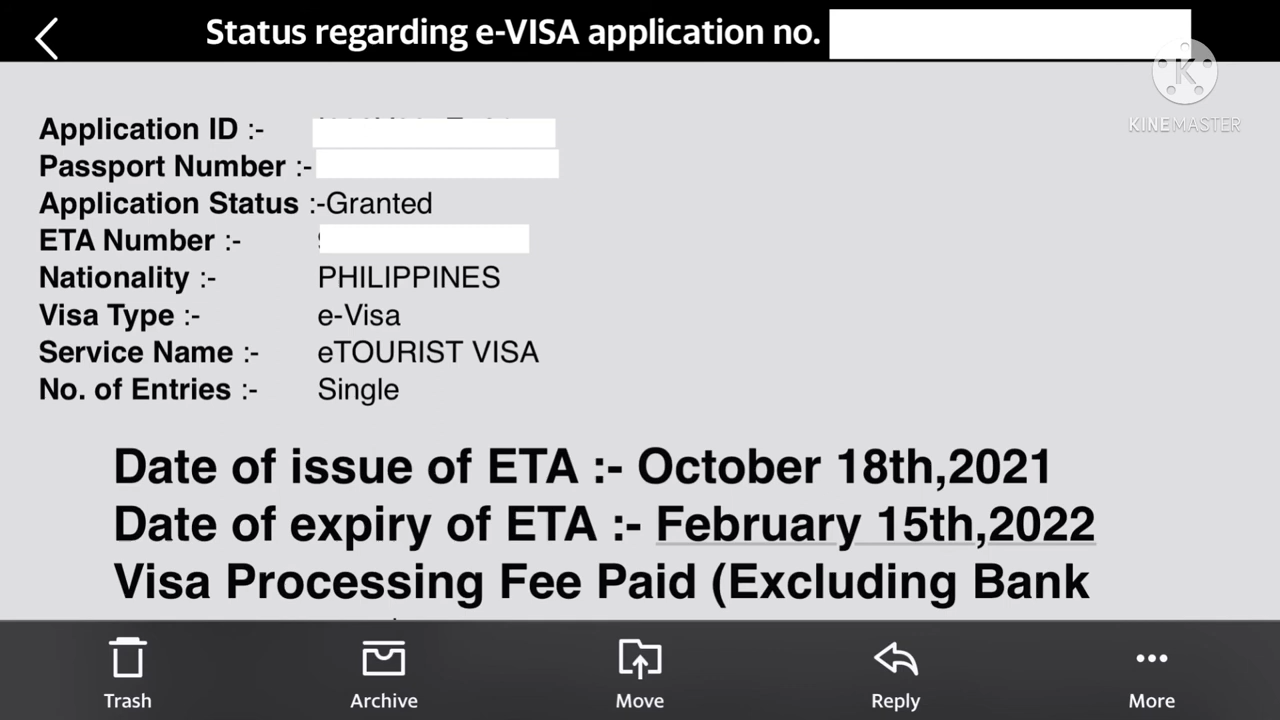 Status regarding e-VISA application no.
K
KINEMASTER
Application ID :-
Passport Number :-
Application Status :-Granted
ETA Number :-
Nationality :- PHILIPPINES
Visa Type :- e-Visa
Service Name :- eTOURIST VISA
No. of Entries :- Single
Date of issue of ETA :- October 18th,2021
Date of expiry of ETA :- February 15th,2022
Visa Processing Fee Paid (Excluding Bank
Trash Archive Move Reply More